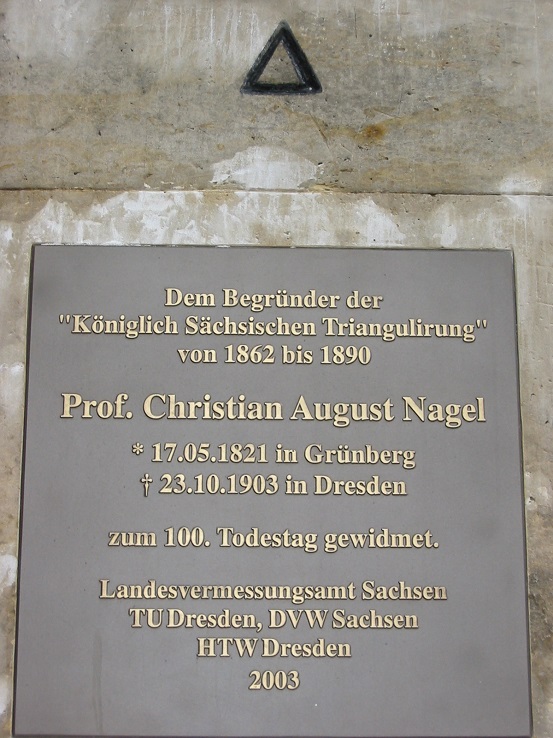 Dem Begründer der
"Königlich Sächsischen Triangulirung"
von 1862 bis 1890
Prof. Christian August Nagel
* 17.05.1821 in Grünberg
† 23.10.1903 in Dresden
zum 100. Todestag gewidmet.
Landesvermessungsamt Sachsen
TU Dresden, DVW Sachsen
HTW Dresden
2003